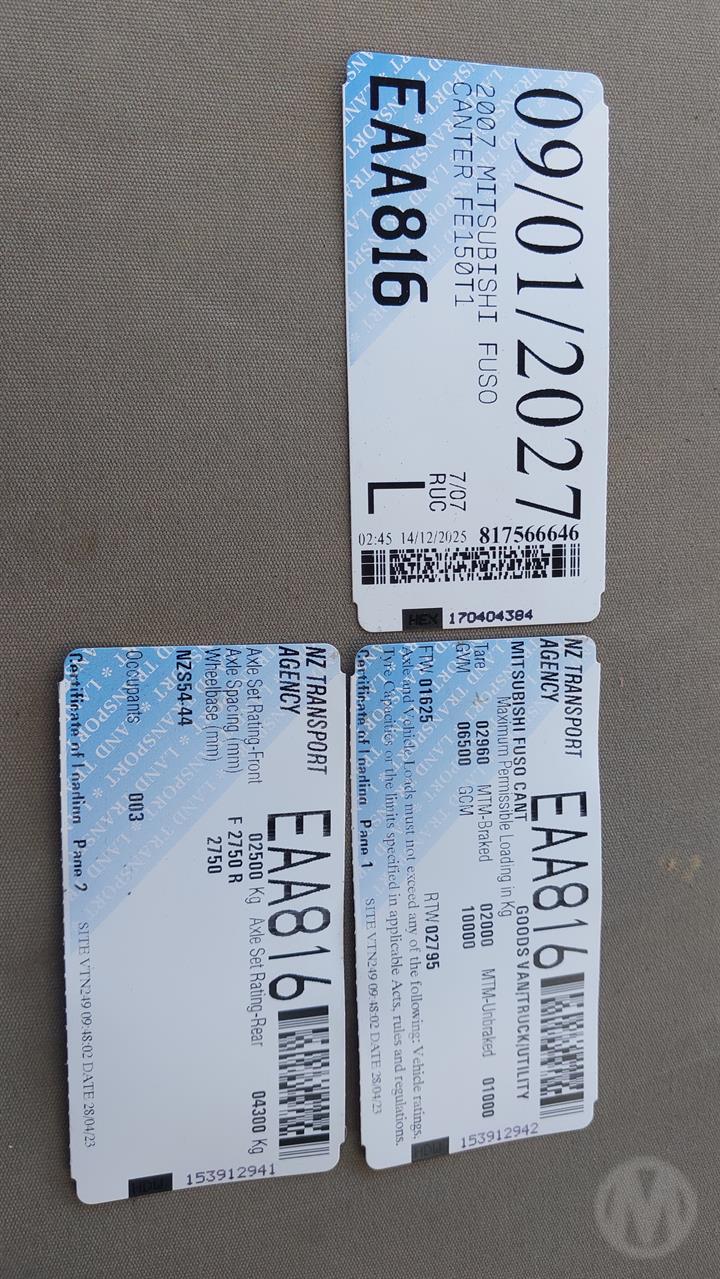 09/01/2027
2007 MITSUBISHI FUSO
CANTER FE150T1
EAA816
7/07
RUC
L
02:45 14/12/2025 817566646
HEX 170404384
NZ TRANSPORT
AGENCY
EAA816
MITSUBISHI FUSO CANT
GOODS VAN/TRUCK/UTILITY
Maximum Permissible Loading in Kg
Tare 02960 MTM-Braked 02000 MTM-Unbraked 01000
GVM 06500 GCM 10000
FTW 01625 RTW 02795
Axle and Vehicle Loads must not exceed any of the following: Vehicle ratings,
Tyre Capacities or the limits specified in applicable Acts, rules and regulations.
Certificate of Loading Page 1
SITE VTN249 09:48:02 DATE 28/04/23
153912942
NZ TRANSPORT
AGENCY
EAA816
Axle Set Rating-Front 02500 Kg Axle Set Rating-Rear 04300 Kg
Axle Spacing (mm) F 2750 R
Wheelbase (mm) 2750
NZS54-44
Occupants 003
Certificate of Loading Page 2
SITE VTN249 09:48:02 DATE 28/04/23
153912941
M